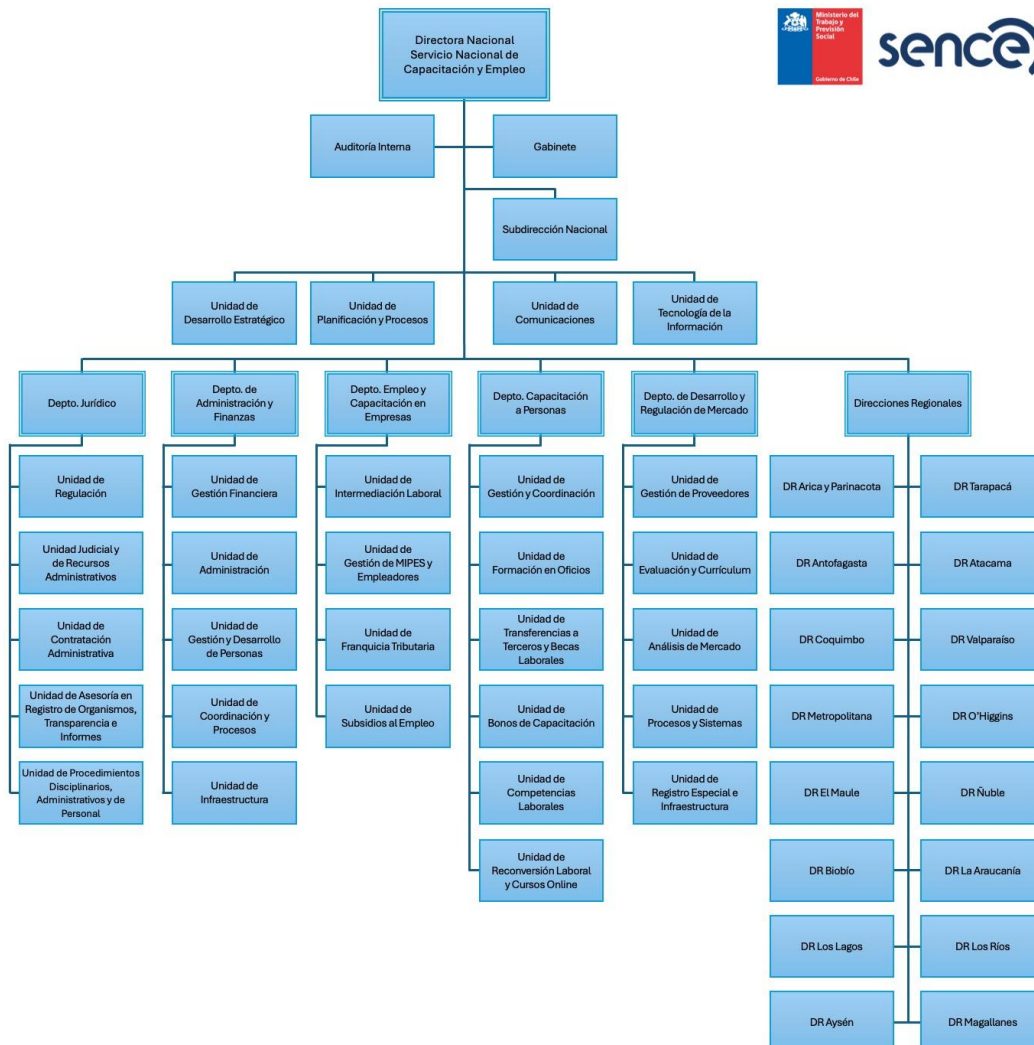 Directora Nacional
Servicio Nacional de
Capacitación y Empleo
Ministerio del
Trabajo y
Previsión
Social
Gobierno de Chile
sence
Auditoría Interna
Gabinete
Subdirección Nacional
Unidad de
Desarrollo Estratégico
Unidad de
Planificación y Procesos
Unidad de
Comunicaciones
Unidad de
Tecnología de la
Información
Depto. Jurídico
Depto. de
Administración y
Finanzas
Depto. Empleo y
Capacitación en
Empresas
Depto. Capacitación
a Personas
Depto. de Desarrollo y
Regulación de Mercado
Direcciones Regionales
Unidad de
Regulación
Unidad de
Gestión Financiera
Unidad de
Intermediación Laboral
Unidad de
Gestión y Coordinación
Unidad de
Gestión de Proveedores
DR Arica y Parinacota
DR Tarapacá
Unidad Judicial y
de Recursos
Administrativos
Unidad de
Administración
Unidad de
Gestión de MIPES y
Empleadores
Unidad de
Formación en Oficios
Unidad de
Evaluación y Currículum
DR Antofagasta
DR Atacama
Unidad de
Contratación
Administrativa
Unidad de
Gestión y Desarrollo
de Personas
Unidad de
Franquicia Tributaria
Unidad de
Transferencias a
Terceros y Becas
Laborales
Unidad de
Análisis de Mercado
DR Coquimbo
DR Valparaíso
Unidad de Asesoría en
Registro de Organismos,
Transparencia e
Informes
Unidad de
Coordinación y
Procesos
Unidad de
Subsidios al Empleo
Unidad de
Bonos de Capacitación
Unidad de
Procesos y Sistemas
DR Metropolitana
DR O'Higgins
Unidad de Procedimientos
Disciplinarios,
Administrativos y de
Personal
Unidad de
Infraestructura
Unidad de
Competencias
Laborales
Unidad de
Registro Especial e
Infraestructura
DR El Maule
DR Ñuble
Unidad de
Reconversión Laboral
y Cursos Online
DR Biobío
DR La Araucanía
DR Los Lagos
DR Los Ríos
DR Aysén
DR Magallanes